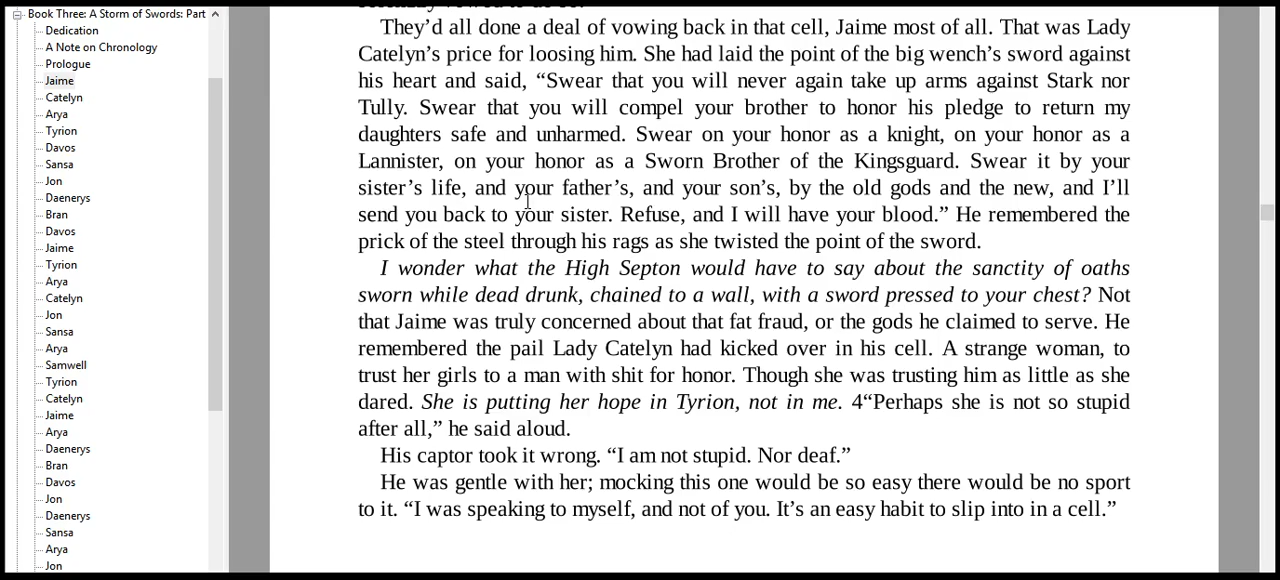 Book Three: A Storm of Swords: Part
Dedication
A Note on Chronology
Prologue
Jaime
Catelyn
Arya
Tyrion
Davos
Sansa
Jon
Daenerys
Bran
Davos
Jaime
Tyrion
Arya
Catelyn
Jon
Sansa
Arya
Samwell
Tyrion
Catelyn
Jaime
Arya
Daenerys
Bran
Davos
Jon
Daenerys
Sansa
Arya
Jon
They’d all done a deal of vowing back in that cell, Jaime most of all. That was Lady
Catelyn’s price for loosing him. She had laid the point of the big wench’s sword against
his heart and said, “Swear that you will never again take up arms against Stark nor
Tully. Swear that you will compel your brother to honor his pledge to return my
daughters safe and unharmed. Swear on your honor as a knight, on your honor as a
Lannister, on your honor as a Sworn Brother of the Kingsguard. Swear it by your
sister’s life, and your father’s, and your son’s, by the old gods and the new, and I’ll
send you back to your sister. Refuse, and I will have your blood.” He remembered the
prick of the steel through his rags as she twisted the point of the sword.
I wonder what the High Septon would have to say about the sanctity of oaths
sworn while dead drunk, chained to a wall, with a sword pressed to your chest? Not
that Jaime was truly concerned about that fat fraud, or the gods he claimed to serve. He
remembered the pail Lady Catelyn had kicked over in his cell. A strange woman, to
trust her girls to a man with shit for honor. Though she was trusting him as little as she
dared. She is putting her hope in Tyrion, not in me. 4“Perhaps she is not so stupid
after all,” he said aloud.
His captor took it wrong. “I am not stupid. Nor deaf.”
He was gentle with her; mocking this one would be so easy there would be no sport
to it. “I was speaking to myself, and not of you. It’s an easy habit to slip into in a cell.”